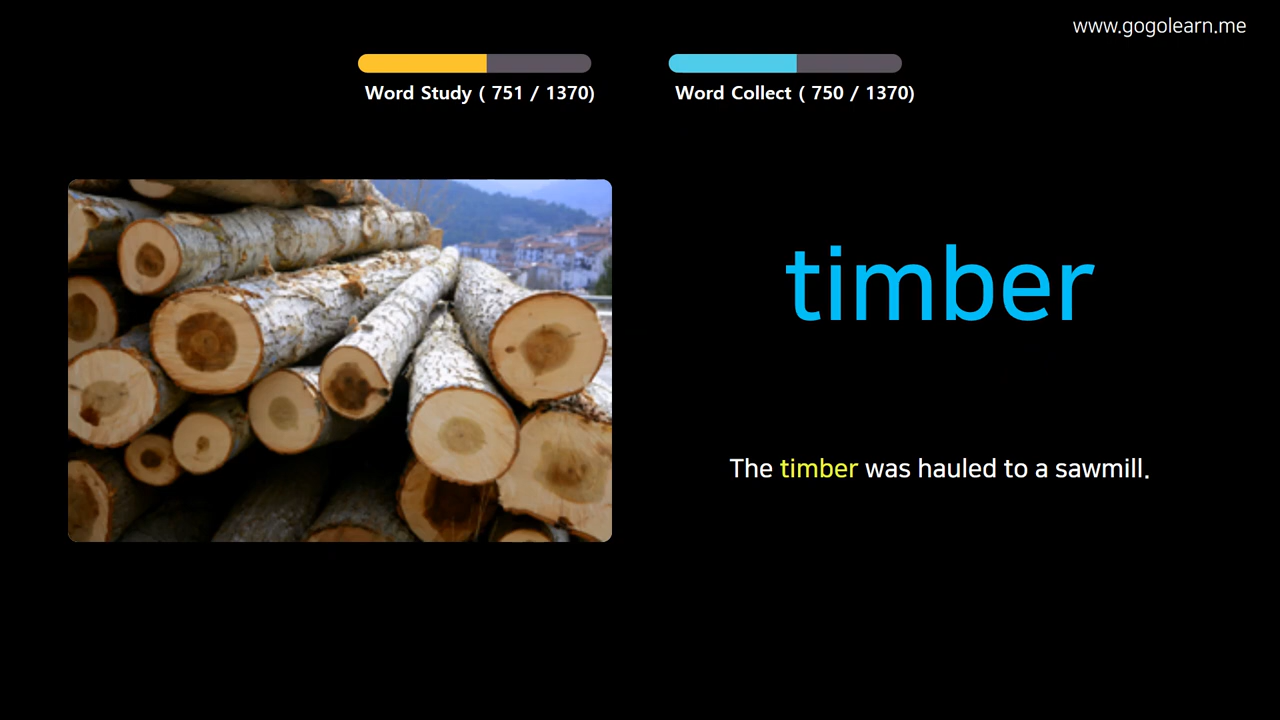 www.gogolearn.me
Word Study ( 751 / 1370)
Word Collect ( 750 / 1370)
timber
The timber was hauled to a sawmill.